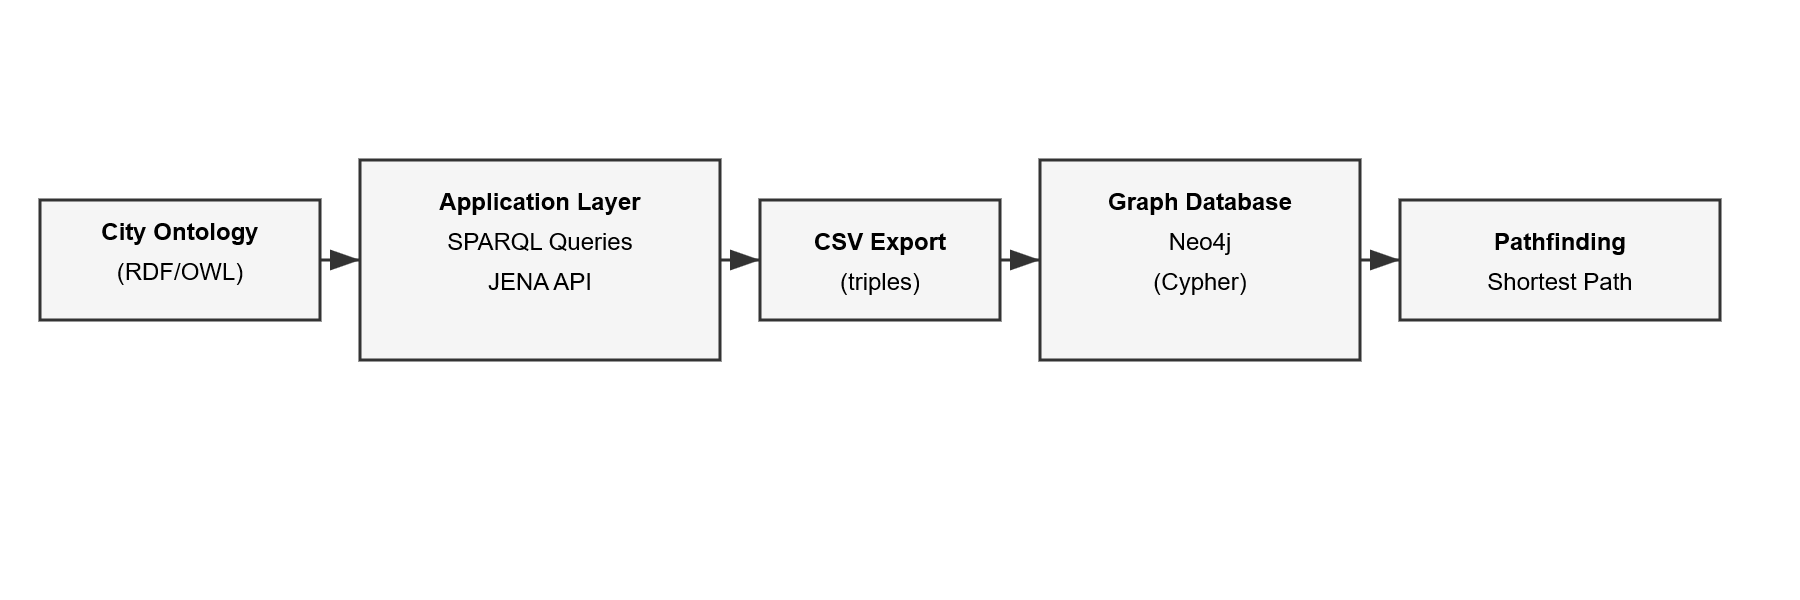 City Ontology
(RDF/OWL)
Application Layer
SPARQL Queries
JENA API
CSV Export
(triples)
Graph Database
Neo4j
(Cypher)
Pathfinding
Shortest Path